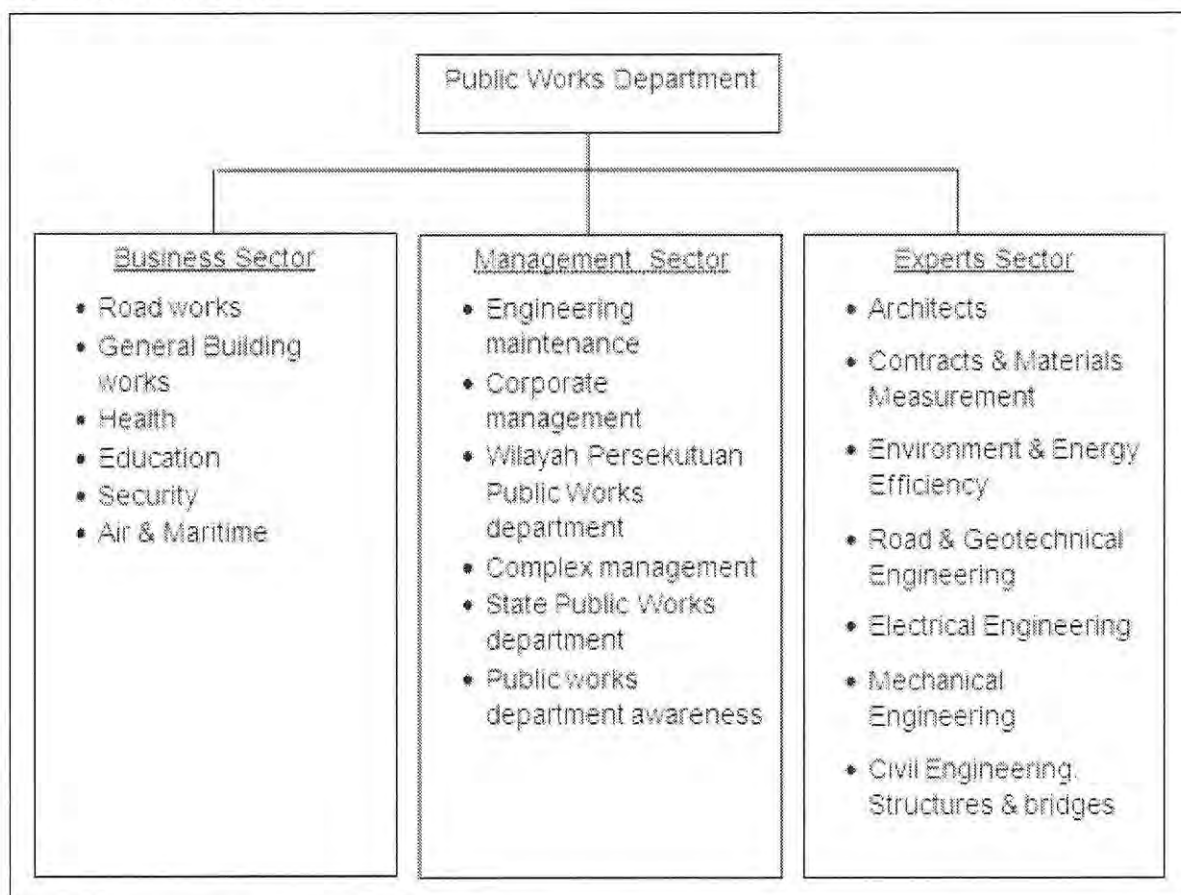 Public Works Department
Business Sector
• Road works
• General Building
works
• Health
• Education
• Security
• Air & Maritime
Management Sector
• Engineering
maintenance
• Corporate
management
• Wilayah Persekutuan
Public Works
department
• Complex management
• State Public Works
department
• Public works
department awareness
Experts Sector
• Architects
• Contracts & Materials
Measurement
• Environment & Energy
Efficiency
• Road & Geotechnical
Engineering
• Electrical Engineering
• Mechanical
Engineering
• Civil Engineering,
Structures & bridges